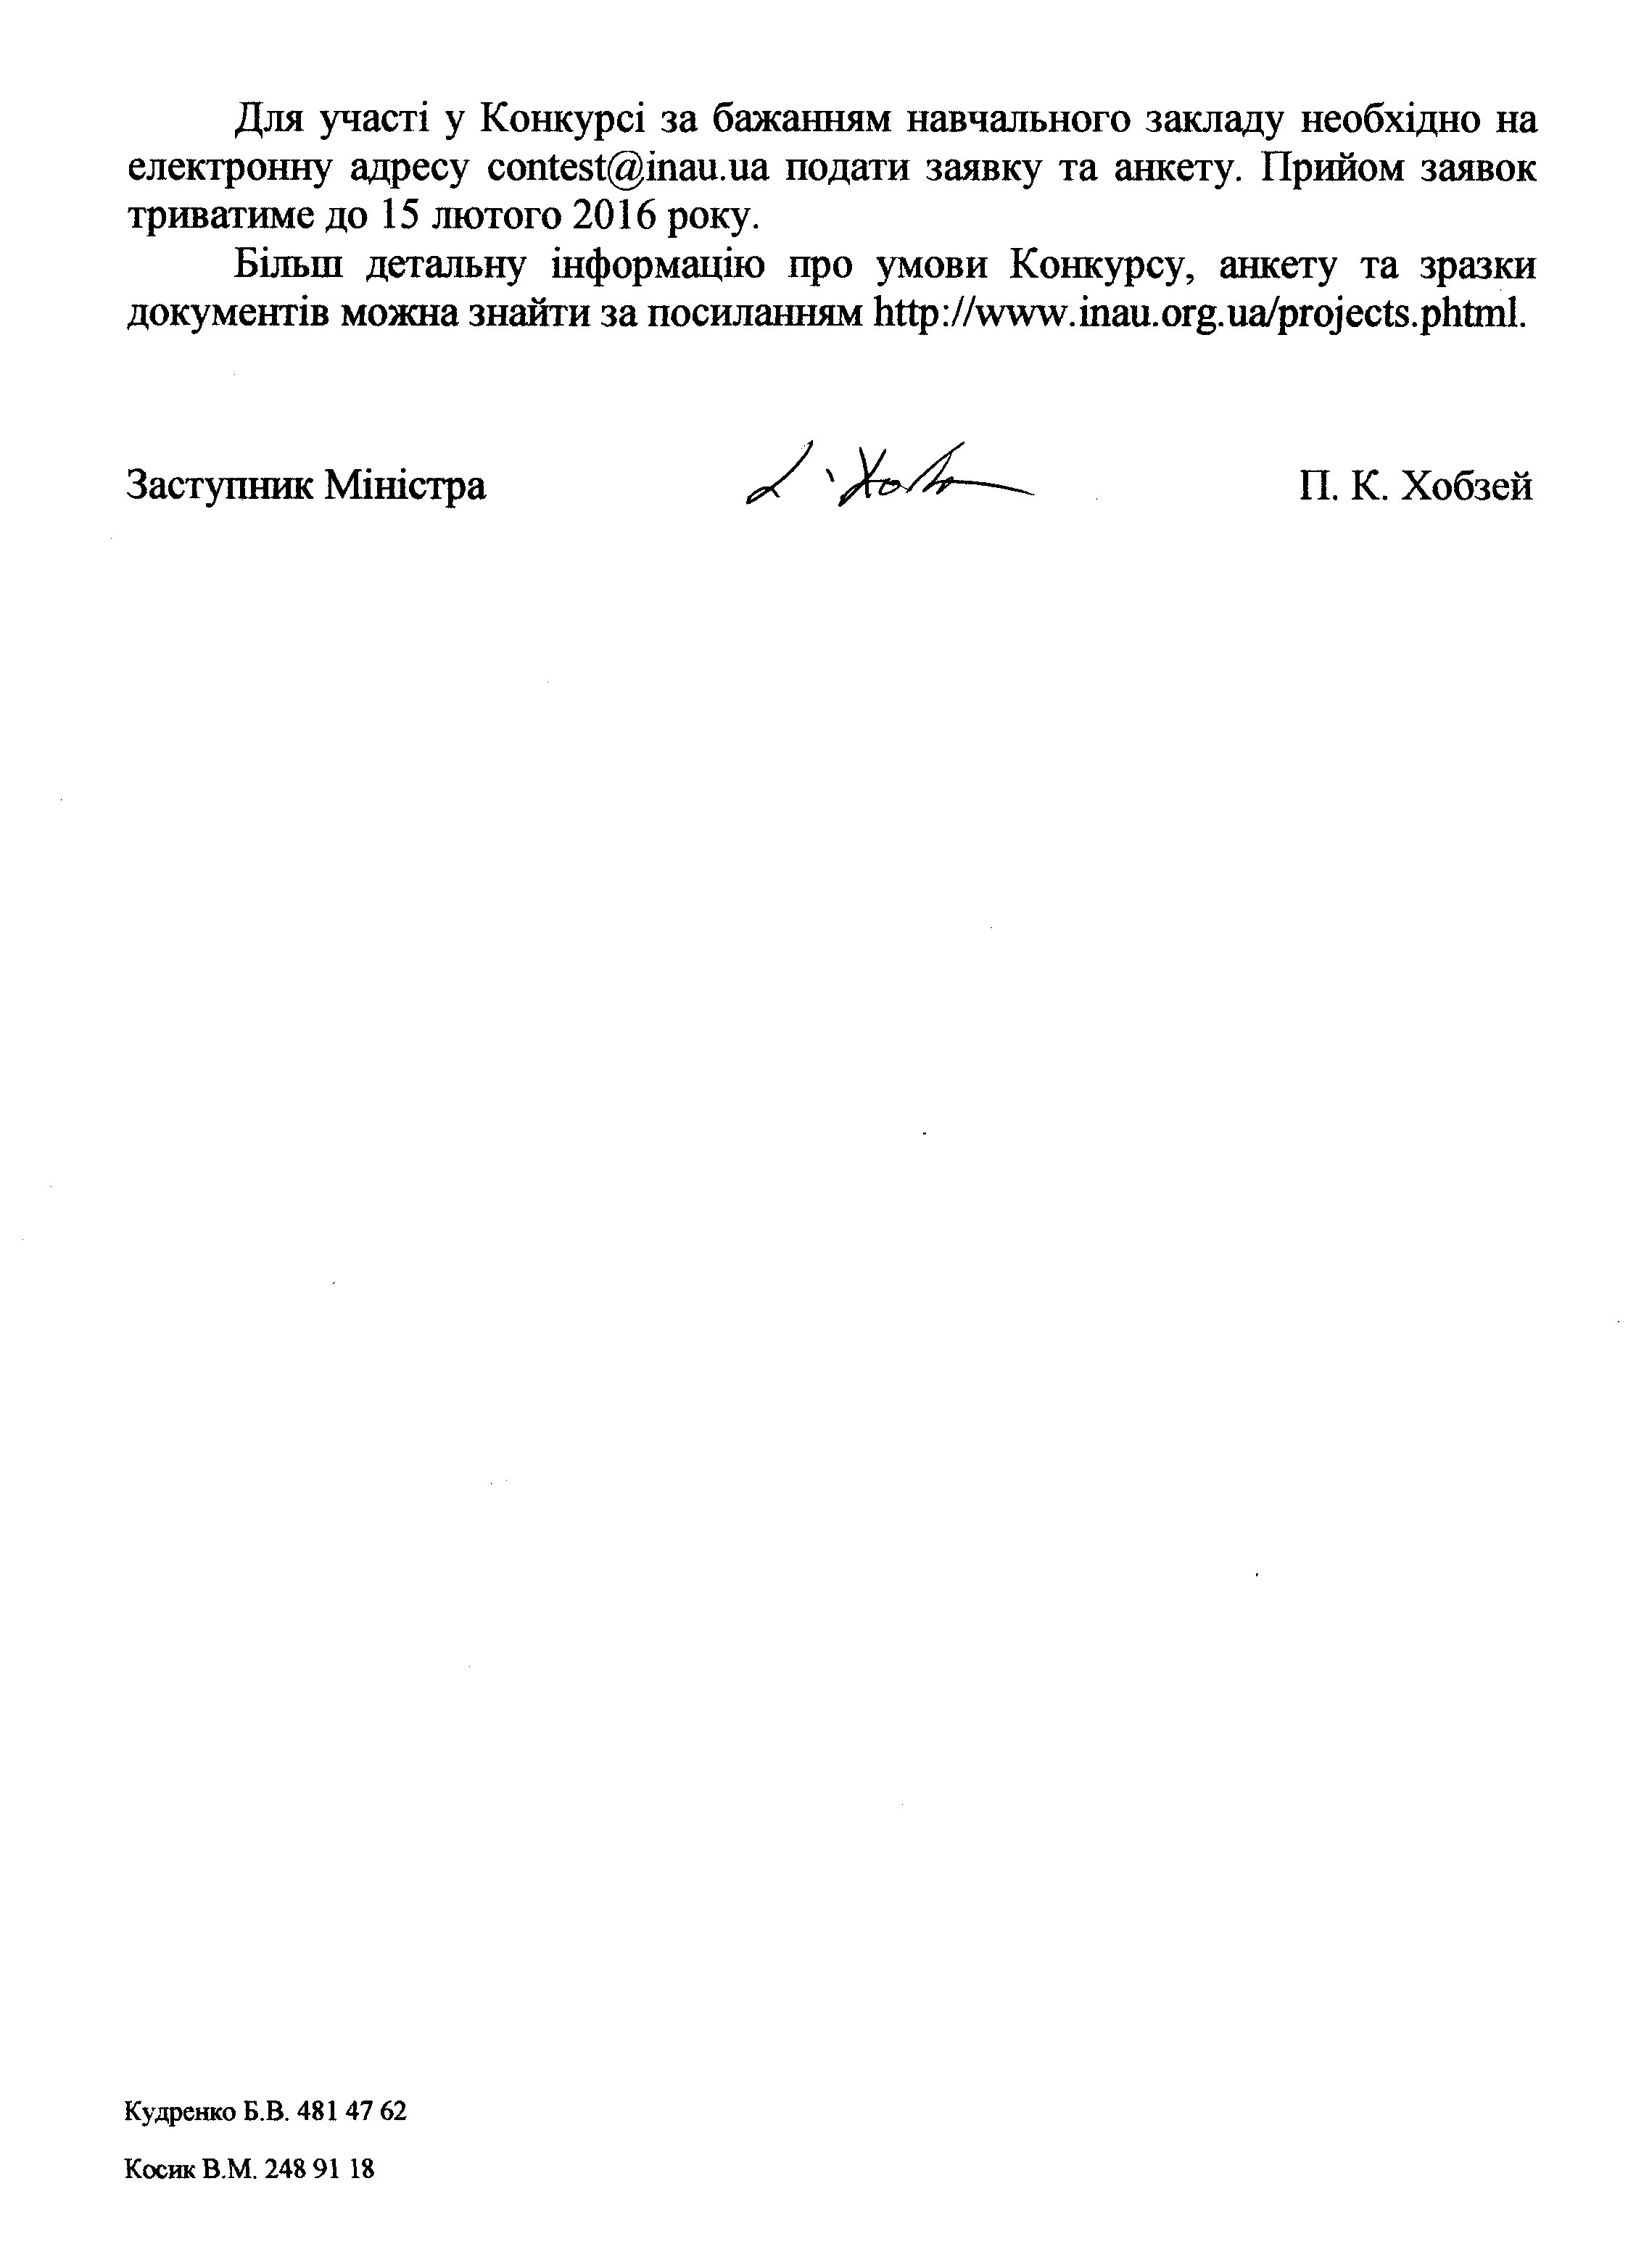 Для участі у Конкурсі за бажанням навчального закладу необхідно на
електронну адресу contest@inau.ua подати заявку та анкету. Прийом заявок
триватиме до 15 лютого 2016 року.
Більш детальну інформацію про умови Конкурсу, анкету та зразки
документів можна знайти за посиланням http://www.inau.org.ua/projects.phtml.
Заступник Міністра П. К. Хобзей
Кудренко Б.В. 481 47 62
Косик В.М. 248 91 18